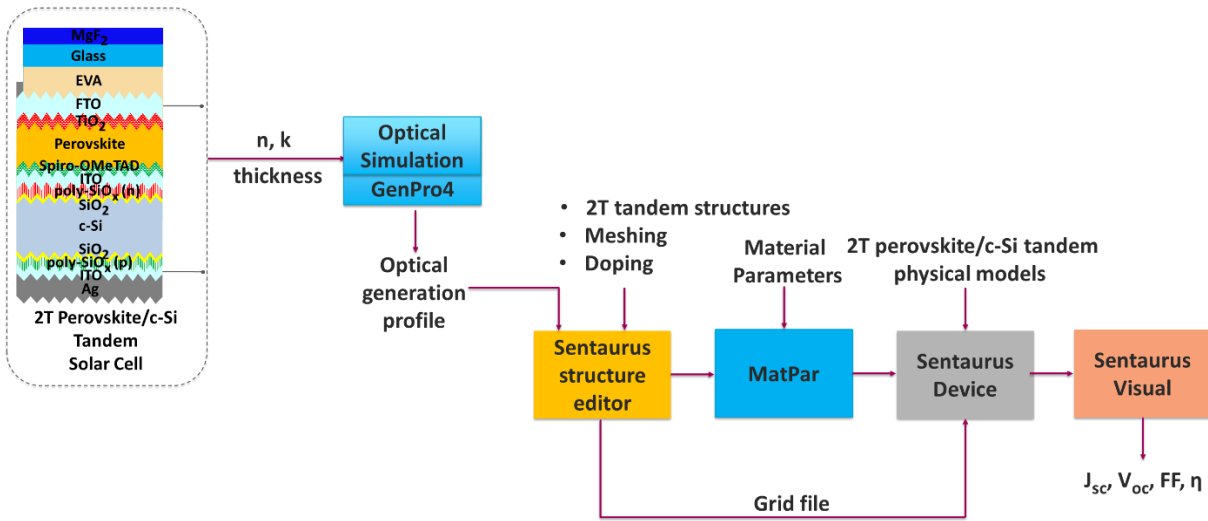 MgF2
Glass
EVA
FTO
TiO2
Perovskite
Spiro-OMeTAD
ITO
poly-SiOx (n)
SiO2
c-Si
SiO2
poly-SiOx (p)
ITO
Ag
2T Perovskite/c-Si
Tandem
Solar Cell
n, k
thickness
Optical
Simulation
GenPro4
Optical
generation
profile
• 2T tandem structures
• Meshing
• Doping
Material
Parameters
2T perovskite/c-Si tandem
physical models
Sentaurus
structure
editor
MatPar
Sentaurus
Device
Sentaurus
Visual
Grid file
Jsc, Voc, FF, η